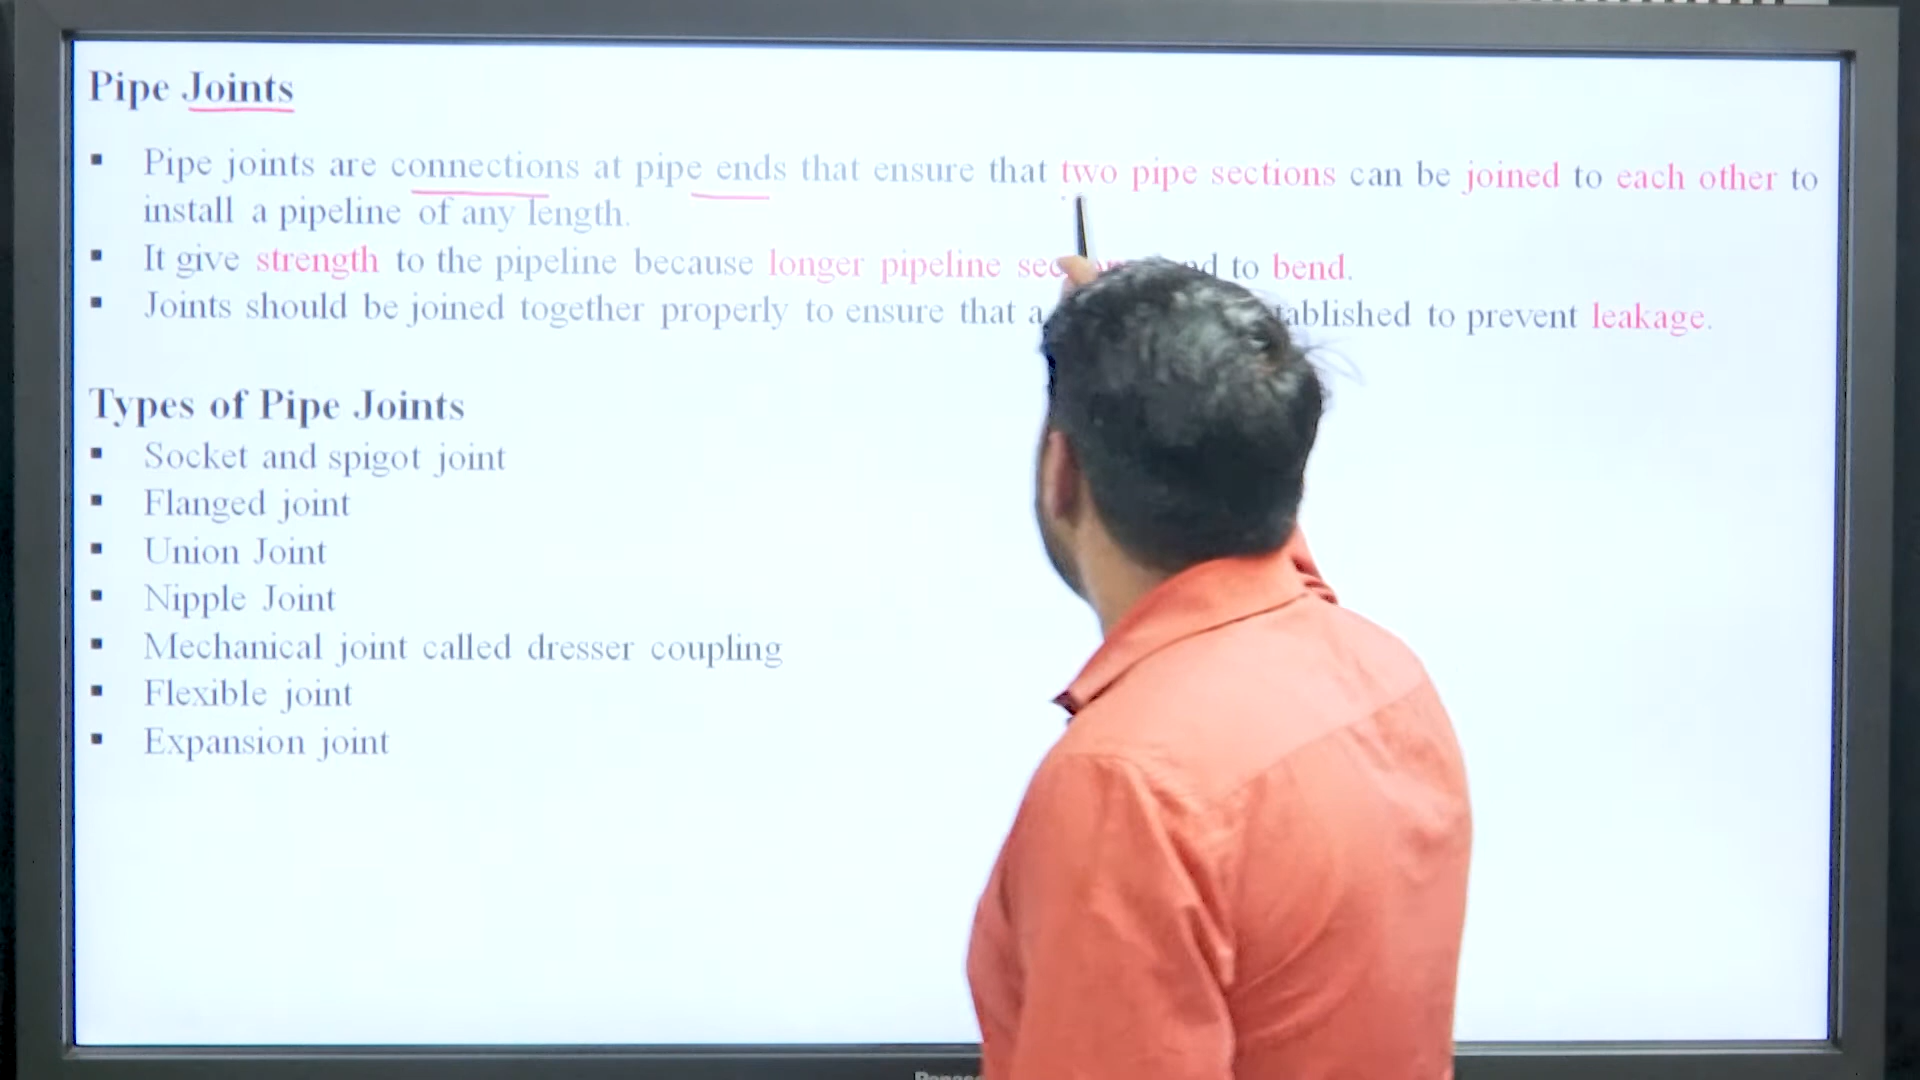 Pipe Joints
▪ Pipe joints are connections at pipe ends that ensure that two pipe sections can be joined to each other to
install a pipeline of any length.
▪ It give strength to the pipeline because longer pipeline to bend.
▪ Joints should be joined together properly to ensure that a to prevent leakage.
Types of Pipe Joints
▪ Socket and spigot joint
▪ Flanged joint
▪ Union Joint
▪ Nipple Joint
▪ Mechanical joint called dresser coupling
▪ Flexible joint
▪ Expansion joint